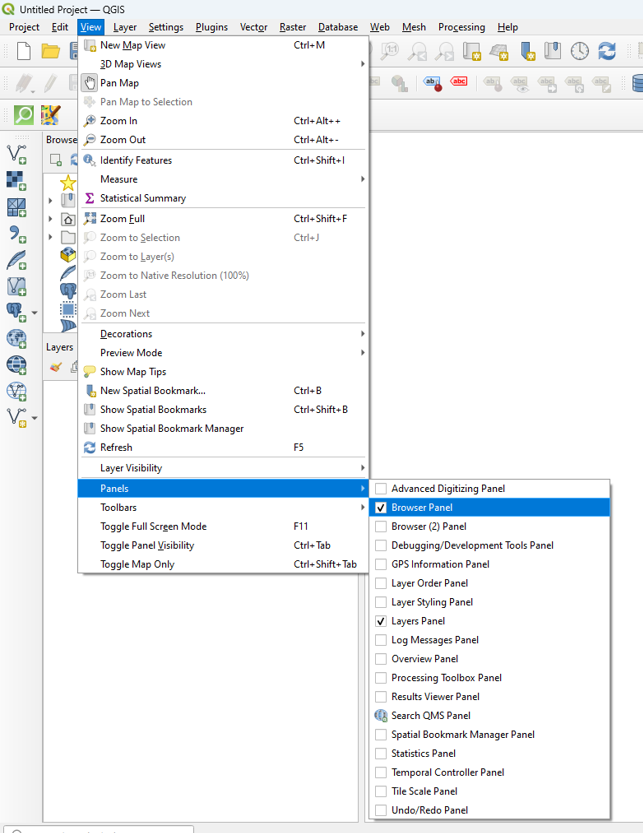 Untitled Project — QGIS
Project Edit View Layer Settings Plugins Vector Raster Database Web Mesh Processing Help
New Map View Ctrl+M
3D Map Views
Pan Map
Pan Map to Selection
Zoom In Ctrl+Alt++
Zoom Out Ctrl+Alt+-
Identify Features Ctrl+Shift+I
Measure
Statistical Summary
Zoom Full Ctrl+Shift+F
Zoom to Selection Ctrl+J
Zoom to Layer(s)
Zoom to Native Resolution (100%)
Zoom Last
Zoom Next
Decorations
Preview Mode
Show Map Tips
New Spatial Bookmark... Ctrl+B
Show Spatial Bookmarks Ctrl+Shift+B
Show Spatial Bookmark Manager
Refresh F5
Layer Visibility
Panels
Toolbars
Toggle Full Screen Mode F11
Toggle Panel Visibility Ctrl+Tab
Toggle Map Only Ctrl+Shift+Tab
Browse
Layers
abc abc
Advanced Digitizing Panel
Browser Panel
Browser (2) Panel
Debugging/Development Tools Panel
GPS Information Panel
Layer Order Panel
Layer Styling Panel
Layers Panel
Log Messages Panel
Overview Panel
Processing Toolbox Panel
Results Viewer Panel
Search QMS Panel
Spatial Bookmark Manager Panel
Statistics Panel
Temporal Controller Panel
Tile Scale Panel
Undo/Redo Panel